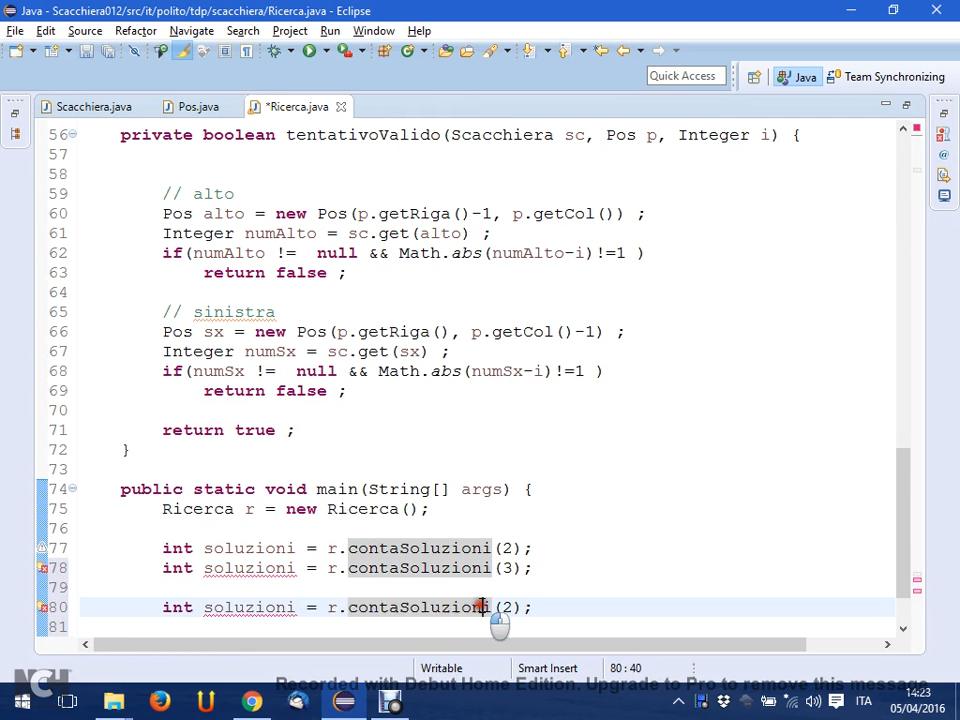 Java - Scacchiera012/src/it/polito/tdp/scacchiera/Ricerca.java - Eclipse
File Edit Source Refactor Navigate Search Project Run Window Help
Quick Access Java Team Synchronizing
Scacchiera.java Pos.java *Ricerca.java
56 private boolean tentativoValido(Scacchiera sc, Pos p, Integer i) {
57
58
59 // alto
60 Pos alto = new Pos(p.getRiga()-1, p.getCol()) ;
61 Integer numAlto = sc.get(alto) ;
62 if(numAlto !=  null && Math.abs(numAlto-i)!=1 )
63 return false ;
64
65 // sinistra
66 Pos sx = new Pos(p.getRiga(), p.getCol()-1) ;
67 Integer numSx = sc.get(sx) ;
68 if(numSx !=  null && Math.abs(numSx-i)!=1 )
69 return false ;
70
71 return true ;
72 }
73
74 public static void main(String[] args) {
75 Ricerca r = new Ricerca();
76
77 int soluzioni = r.contaSoluzioni(2);
78 int soluzioni = r.contaSoluzioni(3);
79
80 int soluzioni = r.contaSoluzioni(2);
81
Writable Smart Insert 80 : 40
NCH Recorded with Debut Home Edition. Upgrade to Pro to remove this message
ITA 14:23
05/04/2016